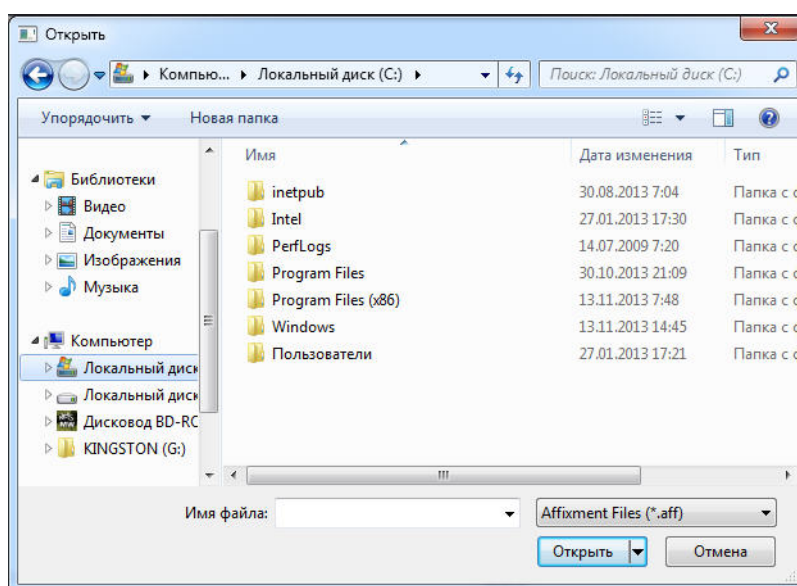 Открыть
Компью... Локальный диск (C:) Поиск: Локальный диск (C:)
Упорядочить Новая папка
Имя Дата изменения Тип
Библиотеки
Видео
Документы
Изображения
Музыка
Компьютер
Локальный диск
Локальный диск
Дисковод BD-RO
KINGSTON (G:)
inetpub 30.08.2013 7:04 Папка с с
Intel 27.01.2013 17:30 Папка с с
PerfLogs 14.07.2009 7:20 Папка с с
Program Files 30.10.2013 21:09 Папка с с
Program Files (x86) 13.11.2013 7:48 Папка с с
Windows 13.11.2013 14:45 Папка с с
Пользователи 27.01.2013 17:21 Папка с с
Имя файла: Affixment Files (*.aff)
Открыть Отмена